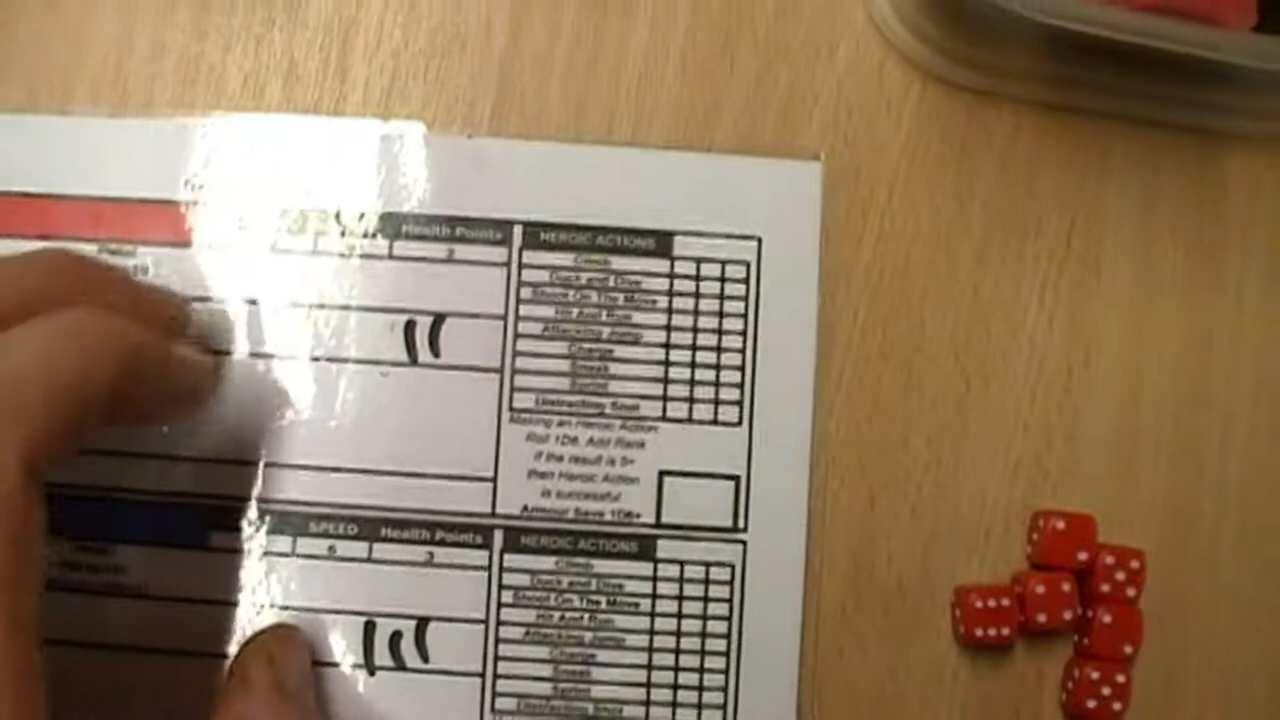 Health Points
HEROIC ACTIONS
Climb
Duck and Dive
Shoot On The Move
Hit And Run
Attacking Jump
Charge
Sneak
Sprint
Distracting Shot
Making an Heroic Action:
Roll 1D6. Add Rank
if the result is 5+
then Heroic Action
is successful
Armour Save 1D6+
SPEED Health Points
6 3
HEROIC ACTIONS
Climb
Duck and Dive
Shoot On The Move
Hit And Run
Attacking Jump
Charge
Sneak
Sprint
Distracting Shot